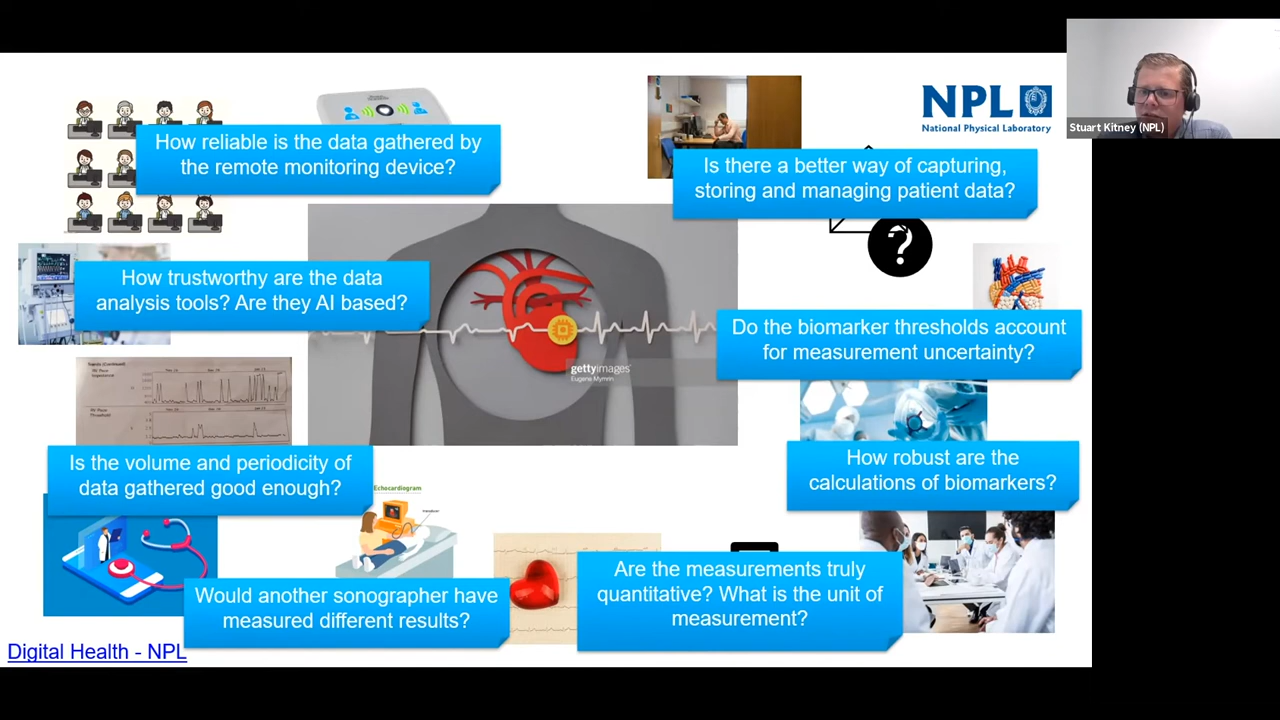 How reliable is the data gathered by
the remote monitoring device?
NPL
National Physical Laboratory
Stuart Kitney (NPL)
Is there a better way of capturing,
storing and managing patient data?
?
How trustworthy are the data
analysis tools? Are they AI based?
gettyimages
Eugene Mymrin
Do the biomarker thresholds account
for measurement uncertainty?
Is the volume and periodicity of
data gathered good enough?
How robust are the
calculations of biomarkers?
Echocardiogram
Would another sonographer have
measured different results?
Are the measurements truly
quantitative? What is the unit of
measurement?
Digital Health - NPL